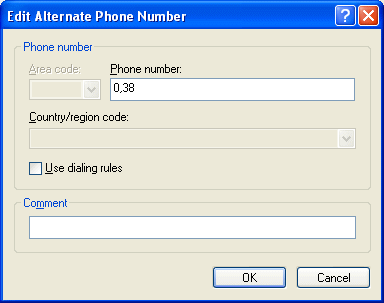 Edit Alternate Phone Number
Phone number
Area code: Phone number:
0,38
Country/region code:
Use dialing rules
Comment
OK Cancel